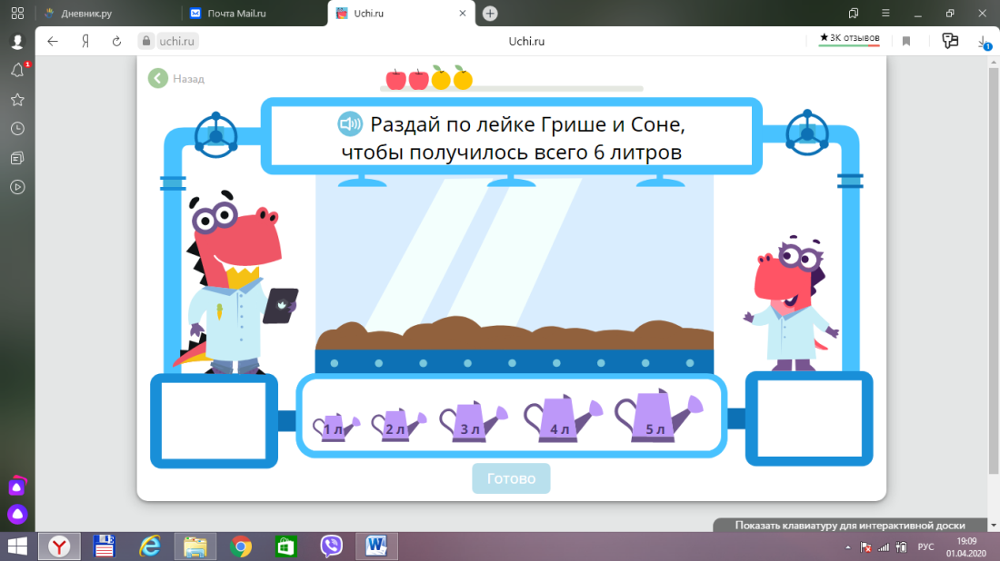 Дневник.ру
Почта Mail.ru
Uchi.ru
1
uchi.ru
Uchi.ru
★3К отзывов
1
Назад
Раздай по лейке Грише и Соне,
чтобы получилось всего 6 литров
1 л
2 л
3 л
4 л
5 л
Готово
Показать клавиатуру для интерактивной доски
РУС
19:09
01.04.2020